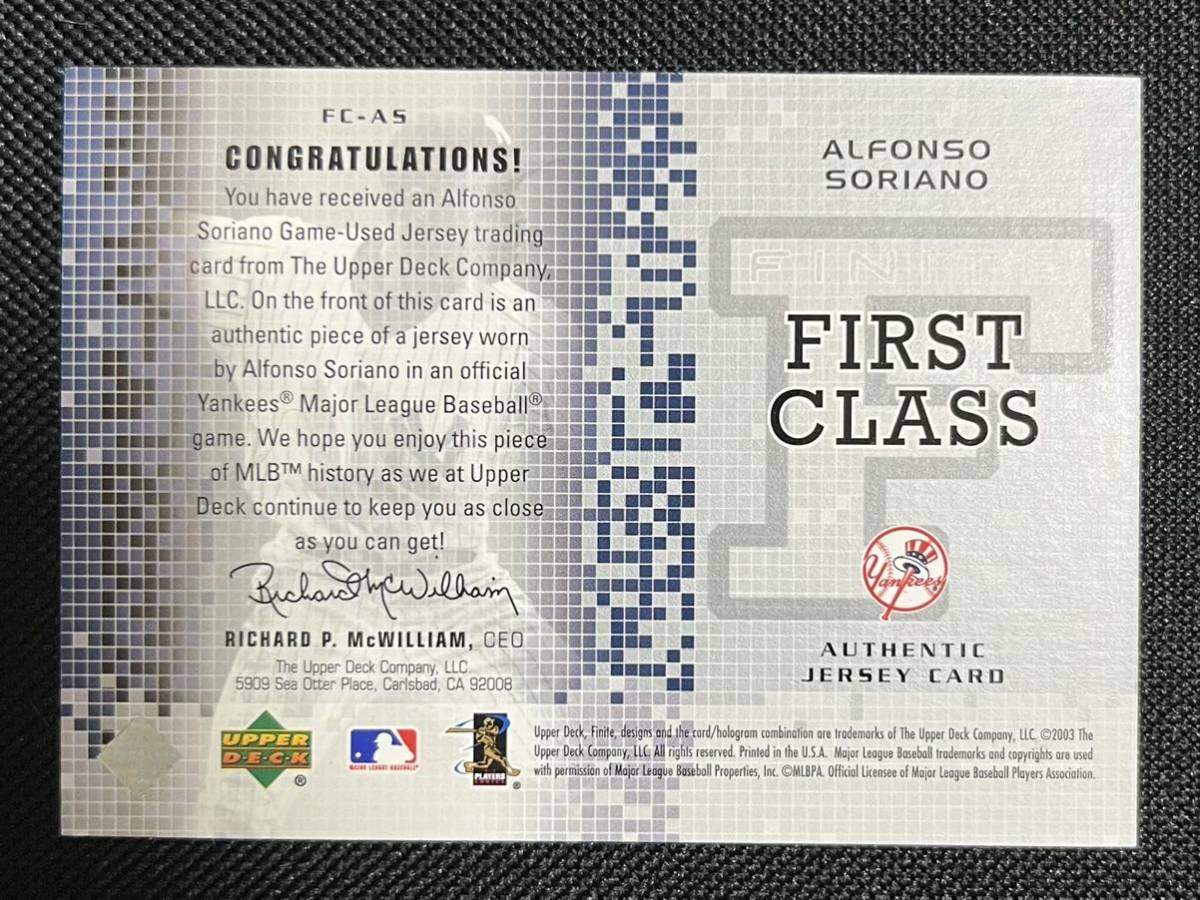 FC-AS
CONGRATULATIONS!
You have received an Alfonso
Soriano Game-Used Jersey trading
card from The Upper Deck Company,
LLC. On the front of this card is an
authentic piece of a jersey worn
by Alfonso Soriano in an official
Yankees® Major League Baseball®
game. We hope you enjoy this piece
of MLB™ history as we at Upper
Deck continue to keep you as close
as you can get!
Richard P. McWilliam
RICHARD P. McWILLIAM, CEO
The Upper Deck Company, LLC.
5909 Sea Otter Place, Carlsbad, CA 92008
ALFONSO
SORIANO
FINITE
FIRST
CLASS
Yankees
AUTHENTIC
JERSEY CARD
UPPER
DECK
®
MAJOR LEAGUE BASEBALL®
PLAYERS
CHOICE
®
Upper Deck, Finite, designs and the card/hologram combination are trademarks of The Upper Deck Company, LLC. ©2003 The
Upper Deck Company, LLC. All rights reserved. Printed in the U.S.A. Major League Baseball trademarks and copyrights are used
with permission of Major League Baseball Properties, Inc. ©MLBPA. Official Licensee of Major League Baseball Players Association.